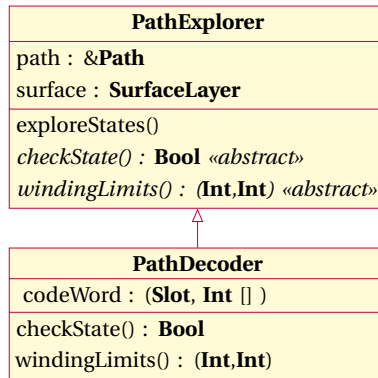 PathExplorer
path : &Path
surface : SurfaceLayer
exploreStates()
checkState() : Bool «abstract»
windingLimits() : (Int,Int) «abstract»
PathDecoder
codeWord : (Slot, Int [] )
checkState() : Bool
windingLimits() : (Int,Int)